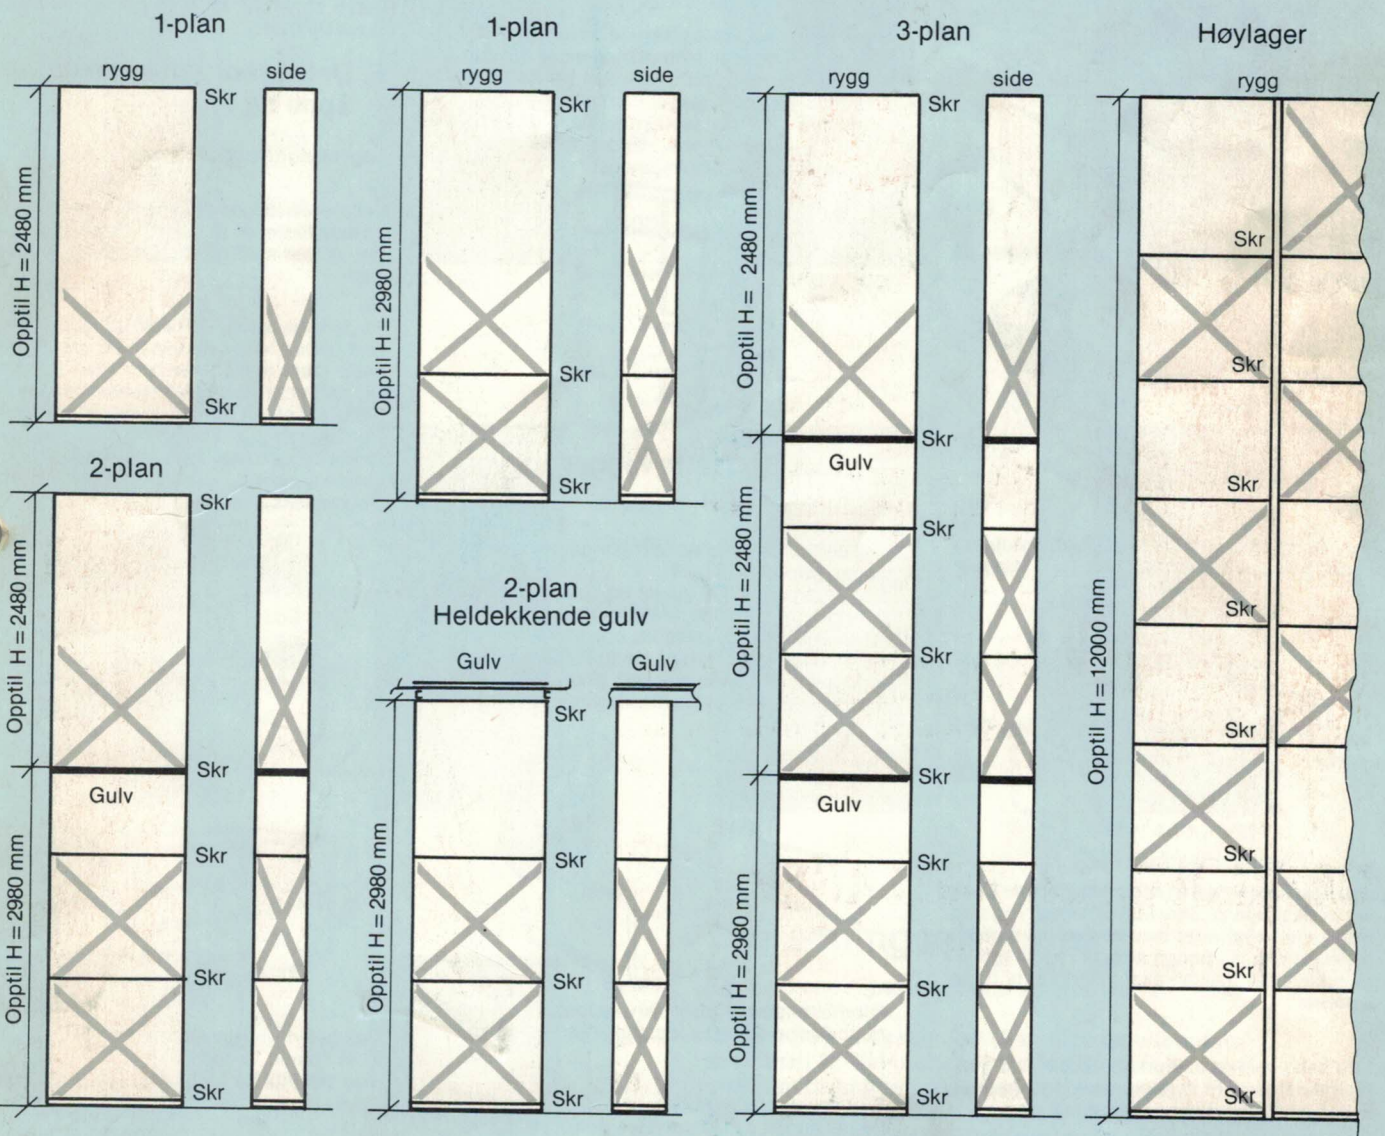 1-plan
rygg
side
Skr
Opptil H = 2480 mm
Skr
1-plan
rygg
side
Skr
Opptil H = 2980 mm
Skr
Skr
3-plan
rygg
side
Skr
Opptil H = 2480 mm
Skr
Gulv
Skr
Opptil H = 2480 mm
Skr
Skr
Gulv
Skr
Opptil H = 2980 mm
Skr
Skr
Høylager
rygg
Skr
Skr
Skr
Opptil H = 12000 mm
Skr
Skr
Skr
Skr
Skr
2-plan
Skr
Opptil H = 2480 mm
Skr
Gulv
Skr
Opptil H = 2980 mm
Skr
Skr
2-plan
Heldekkende gulv
Gulv
Gulv
Skr
Opptil H = 2980 mm
Skr
Skr
Skr